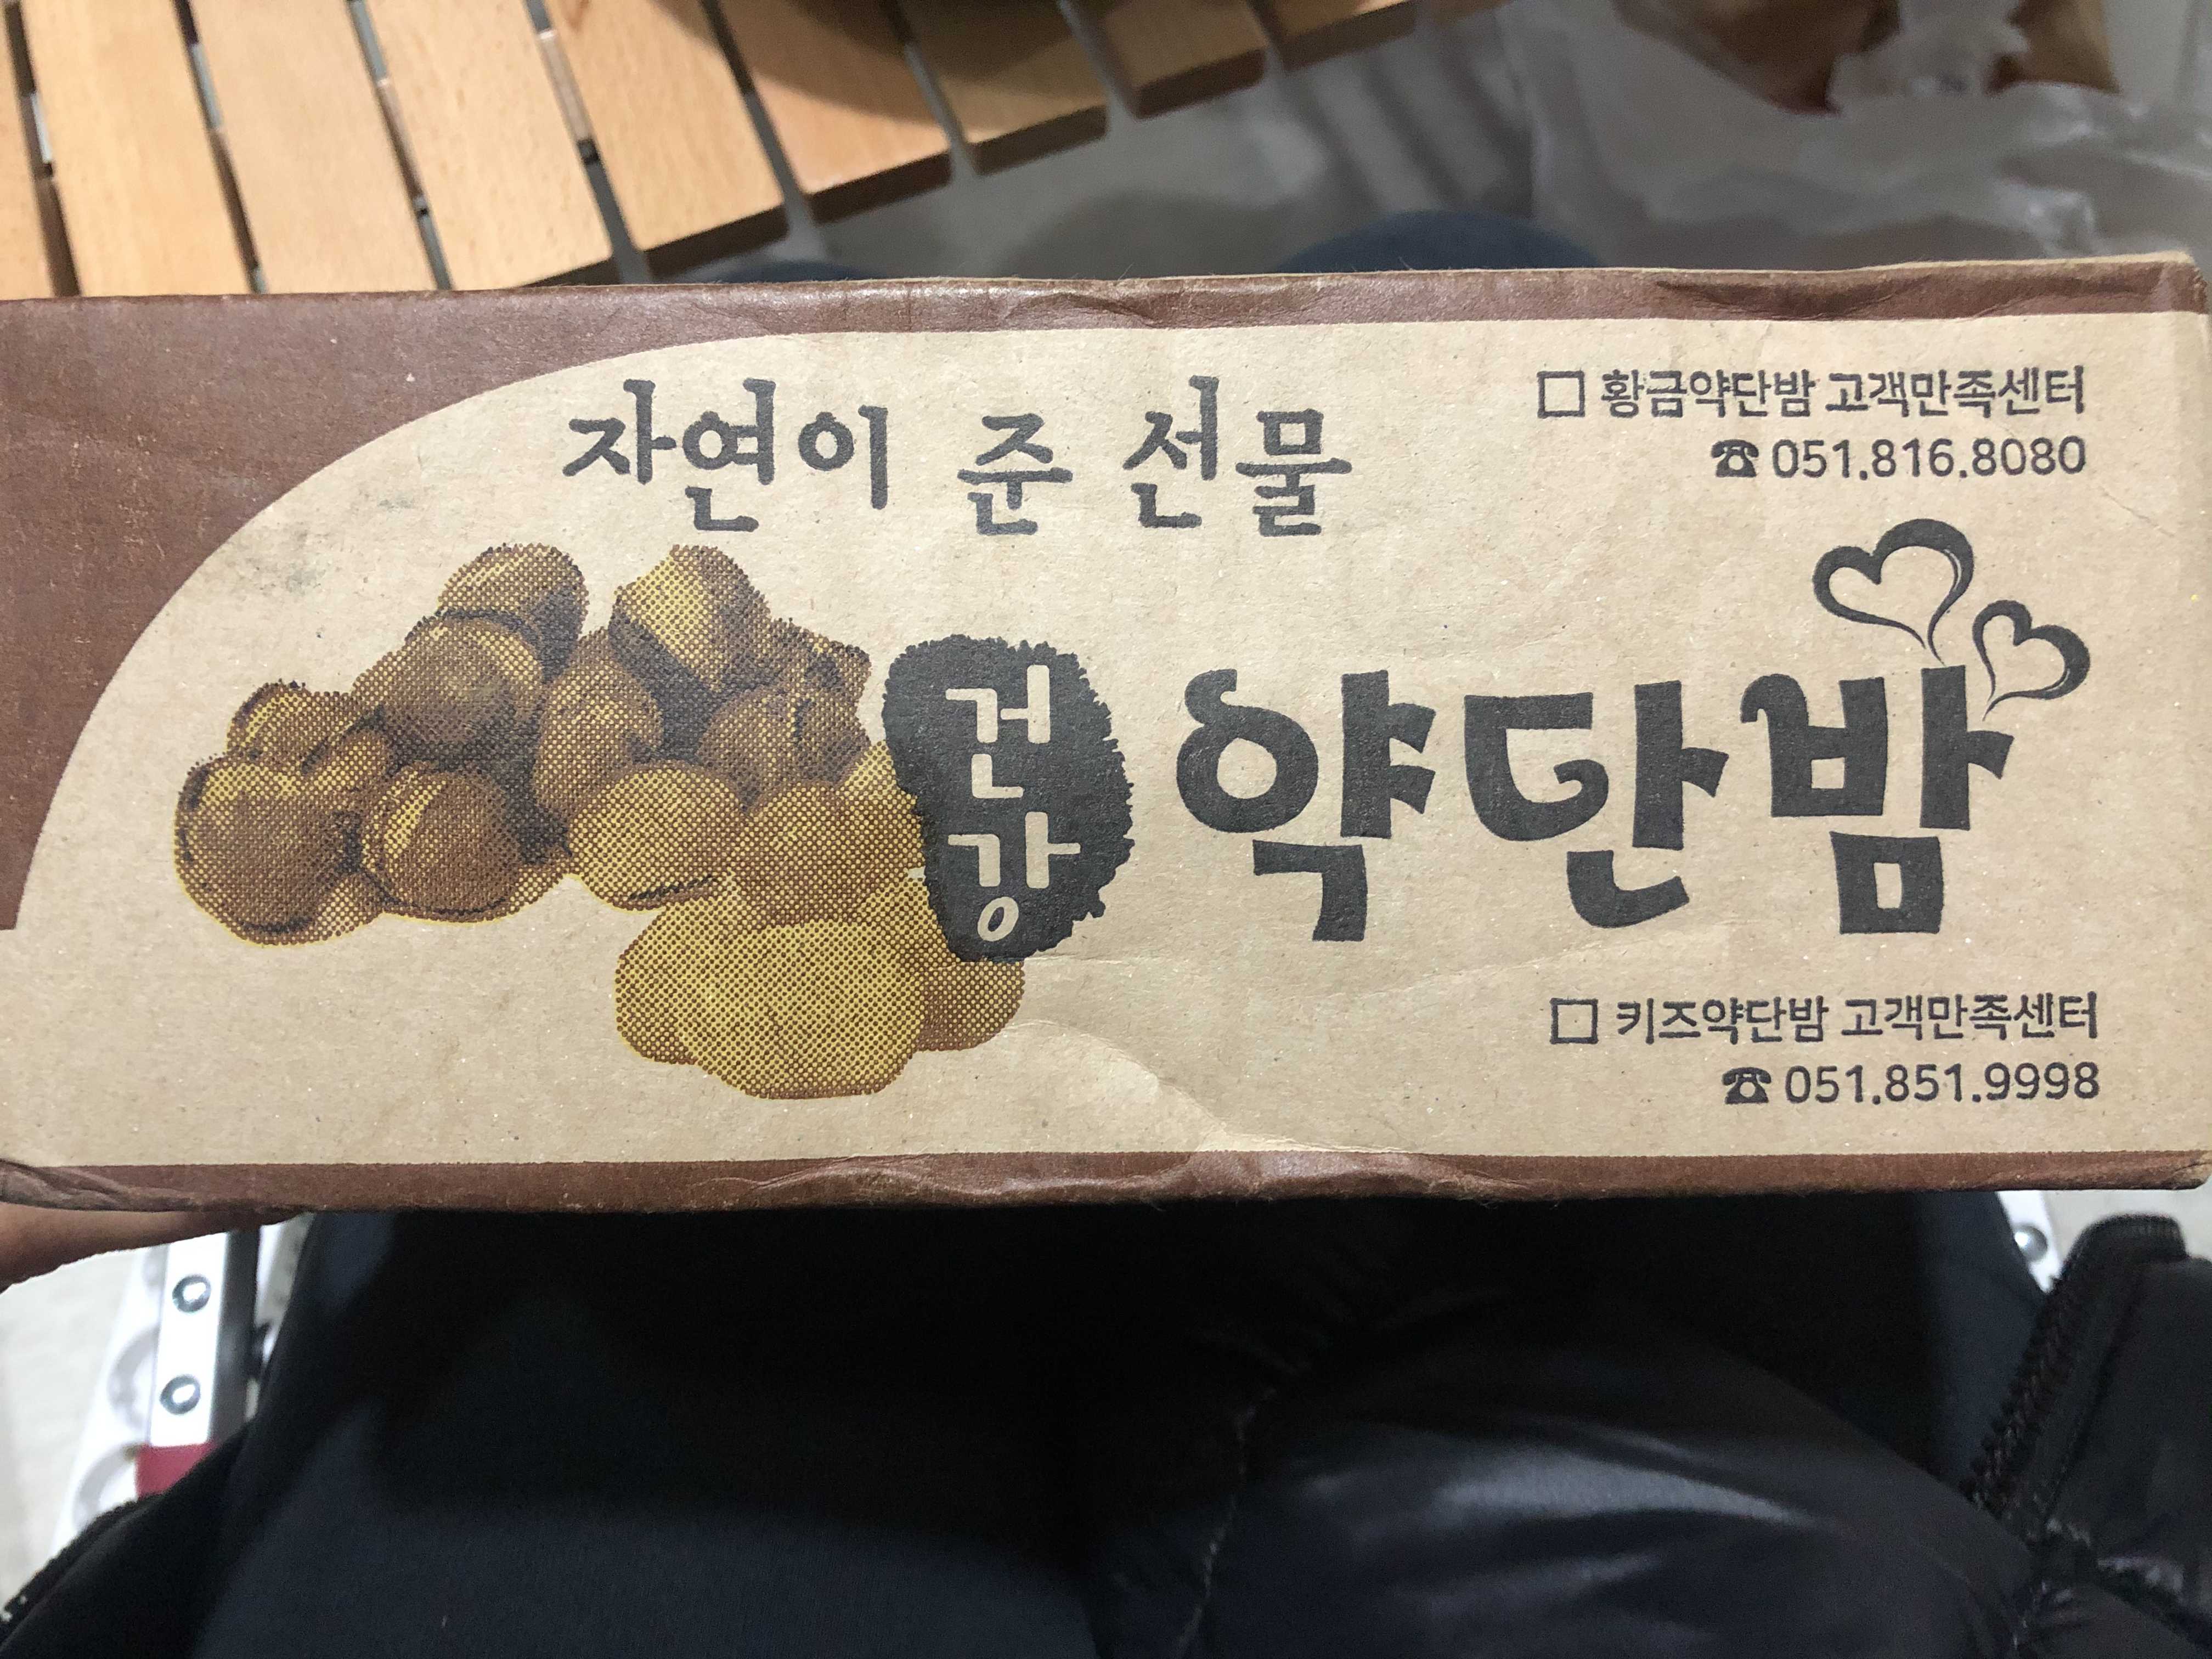 자연이 준 선물
□ 황금약단밤 고객만족센터
☎ 051.816.8080
건강 약단밤
□ 키즈약단밤 고객만족센터
☎ 051.851.9998